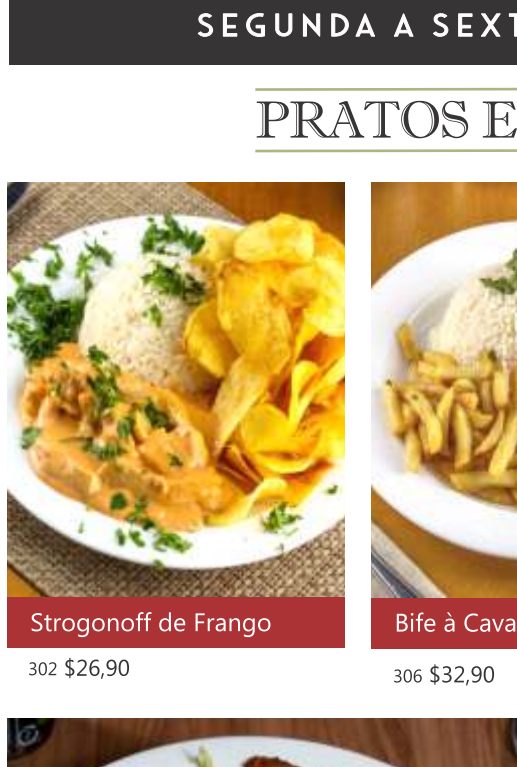 SEGUNDA A SEXT
PRATOS E
Strogonoff de Frango
Bife à Cava
302 $26,90
306 $32,90